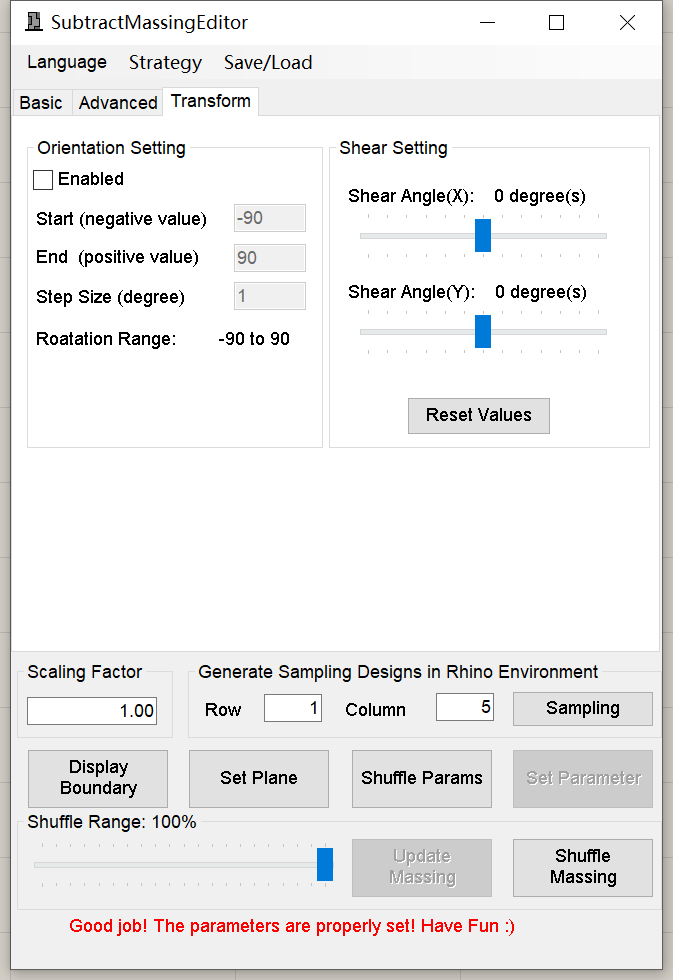 SubtractMassingEditor
Language Strategy Save/Load
Basic Advanced Transform
Orientation Setting
Enabled
Start (negative value) -90
End (positive value) 90
Step Size (degree) 1
Roatation Range: -90 to 90
Shear Setting
Shear Angle(X): 0 degree(s)
Shear Angle(Y): 0 degree(s)
Reset Values
Scaling Factor
1.00
Generate Sampling Designs in Rhino Environment
Row 1 Column 5 Sampling
Display
Boundary
Set Plane
Shuffle Params
Set Parameter
Shuffle Range: 100%
Update
Massing
Shuffle
Massing
Good job! The parameters are properly set! Have Fun :)